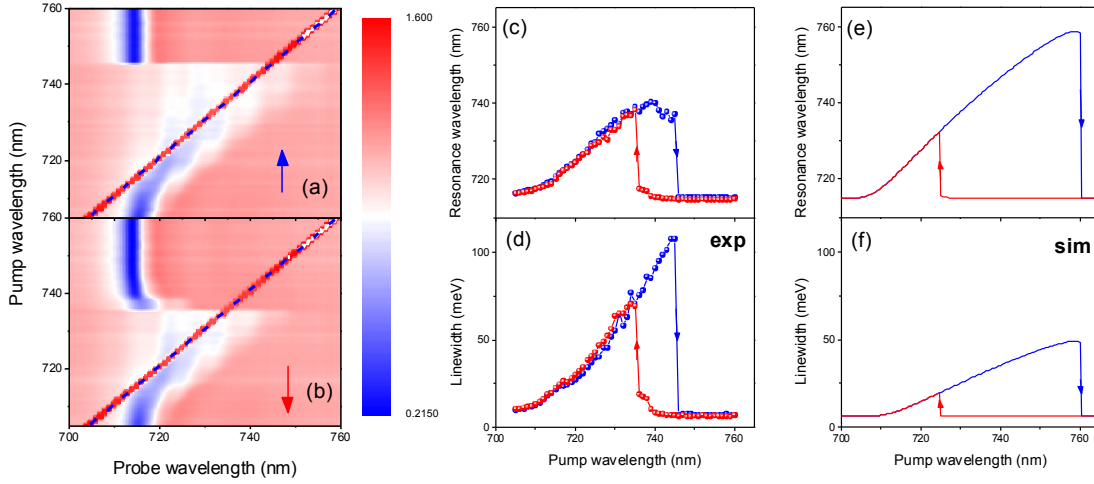 760
740
720
760
740
720
Pump wavelength (nm)
(a)
(b)
700
720
740
760
Probe wavelength (nm)
1.600
0.2150
(c)
760
740
720
Resonance wavelength (nm)
(d)
exp
100
50
0
Linewidth (meV)
700
720
740
760
Pump wavelength (nm)
(e)
760
740
720
Resonance wavelength (nm)
(f)
sim
100
50
0
Linewidth (meV)
700
720
740
760
Pump wavelength (nm)